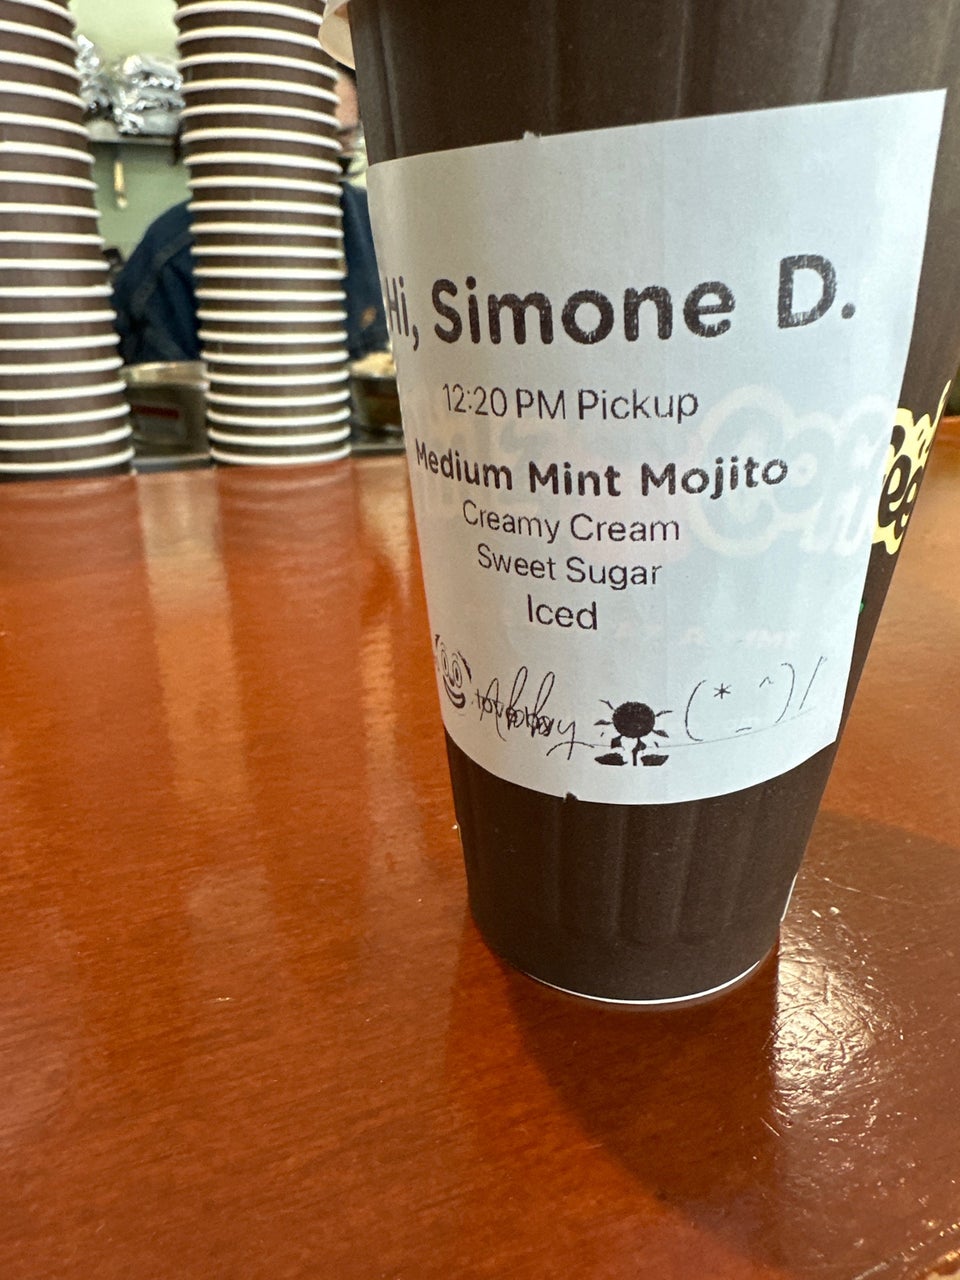 Hi, Simone D.
12:20 PM Pickup
Medium Mint Mojito
Creamy Cream
Sweet Sugar
Iced
Abby (* ^)/